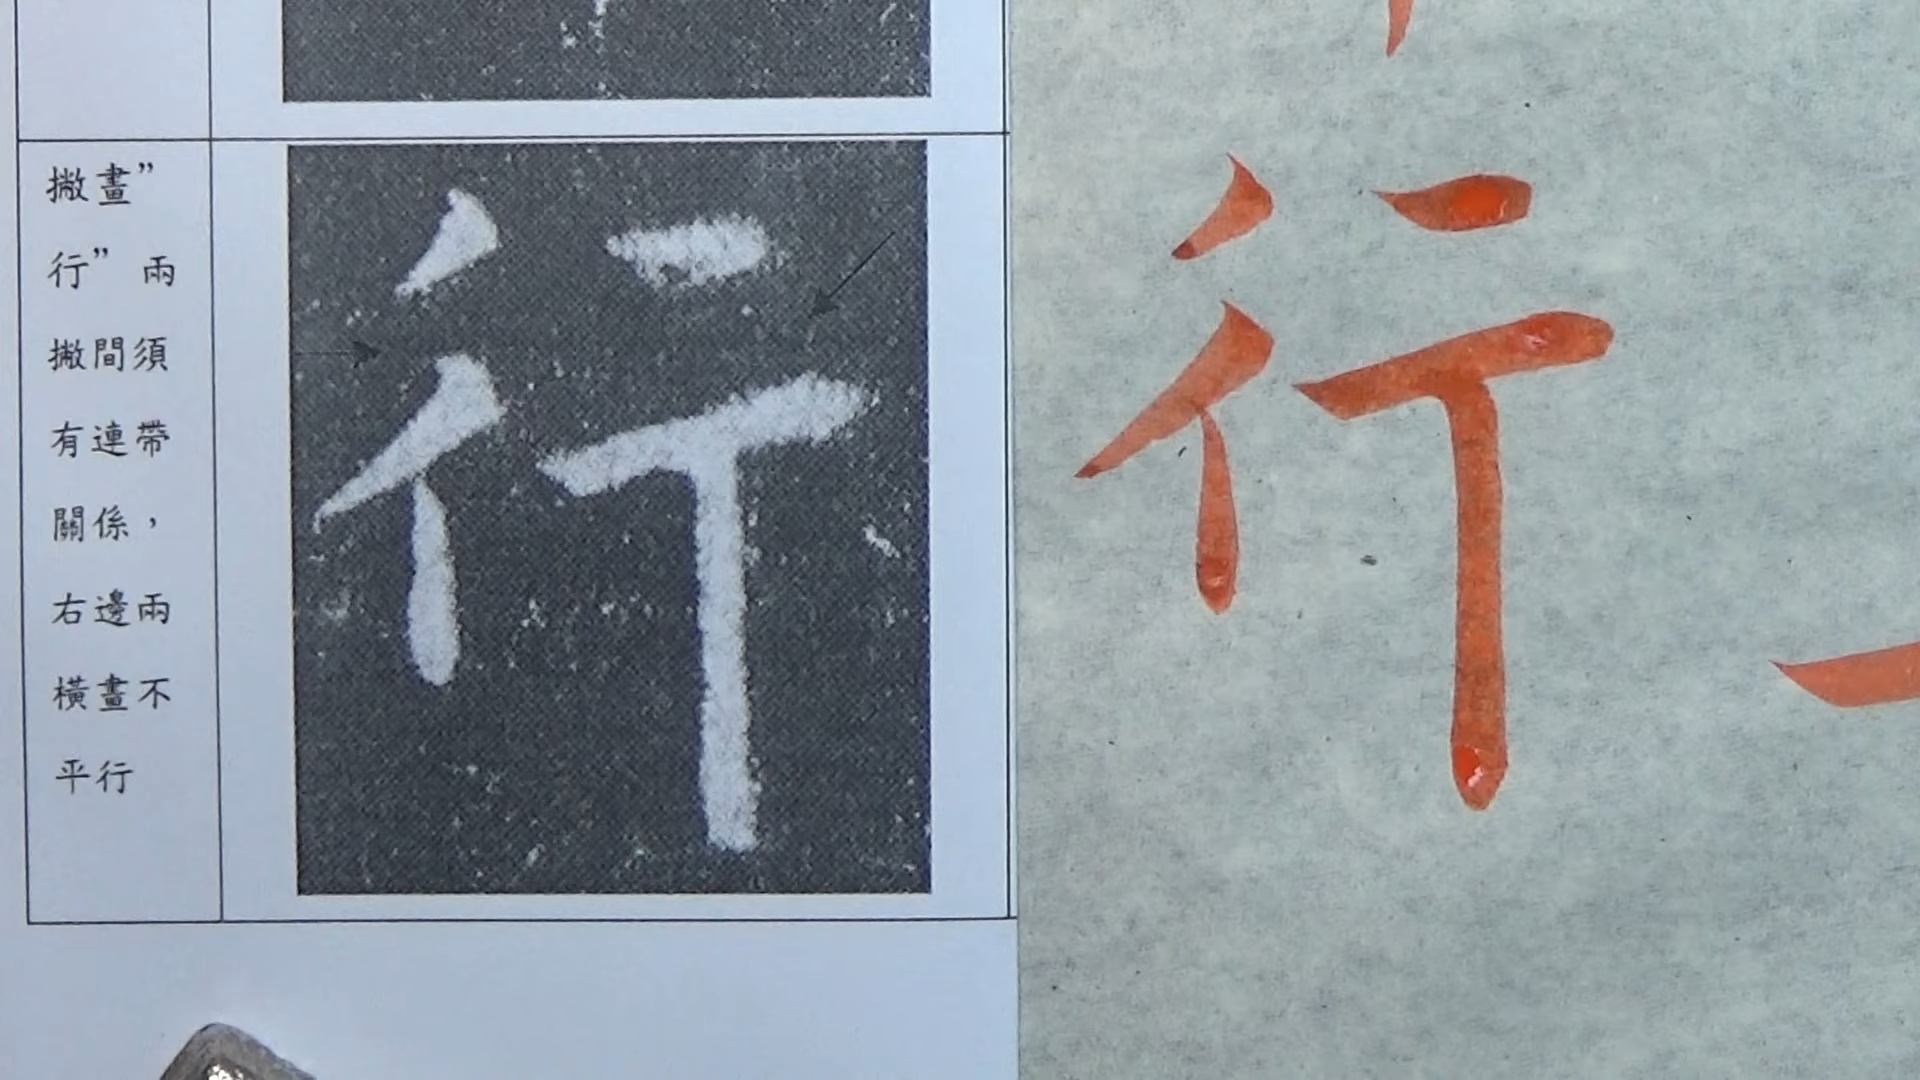 撇畫”
行”兩
撇間須
有連帶
關係，
右邊兩
橫畫不
平行
行
行